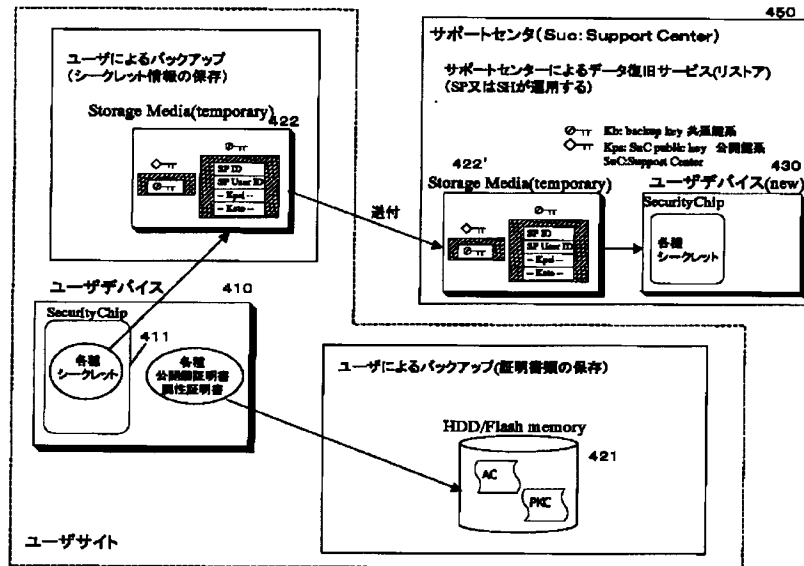 450
サポートセンタ(Suc: Support Center)
サポートセンターによるデータ復旧サービス(リストア)
(SP又はSHが運用する)
Kb: backup key 共通鍵系
Kps: SuC public key 公開鍵系
SuC:Support Center
422'
Storage Media(temporary)
SP ID
SP User ID
-- Kpsi --
-- Ksto --
430
ユーザデバイス(new)
SecurityChip
各種
シークレット
ユーザによるバックアップ
(シークレット情報の保存)
Storage Media(temporary)
422
SP ID
SP User ID
-- Kpsi --
-- Ksto --
送付
ユーザデバイス
410
SecurityChip
411
各種
シークレット
各種
公開鍵証明書
属性証明書
ユーザによるバックアップ(証明書類の保存)
HDD/Flash memory
421
AC
PKC
ユーザサイト